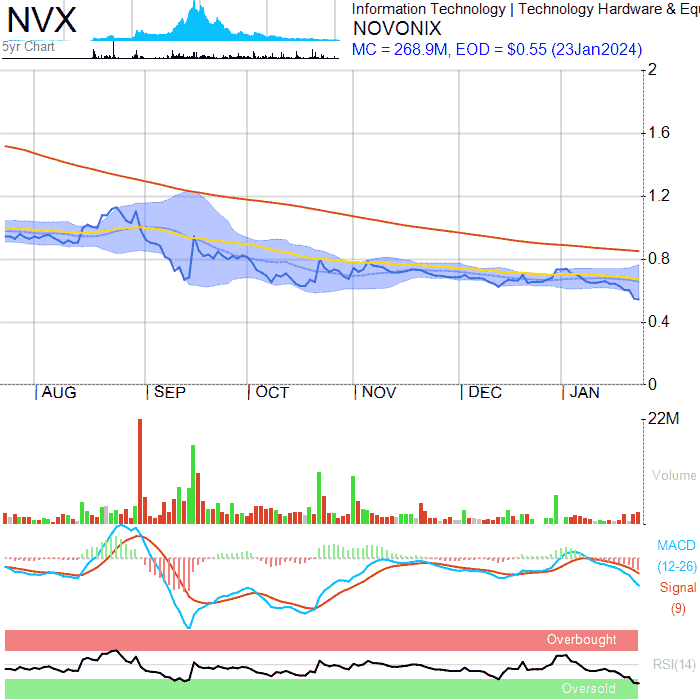 NVX
5yr Chart
Information Technology | Technology Hardware & Equ
NOVONIX
MC = 268.9M, EOD = $0.55 (23Jan2024)
2
1.6
1.2
0.8
0.4
0
AUG SEP OCT NOV DEC JAN
22M
Volume
MACD
(12-26)
Signal
(9)
Overbought
RSI(14)
Oversold